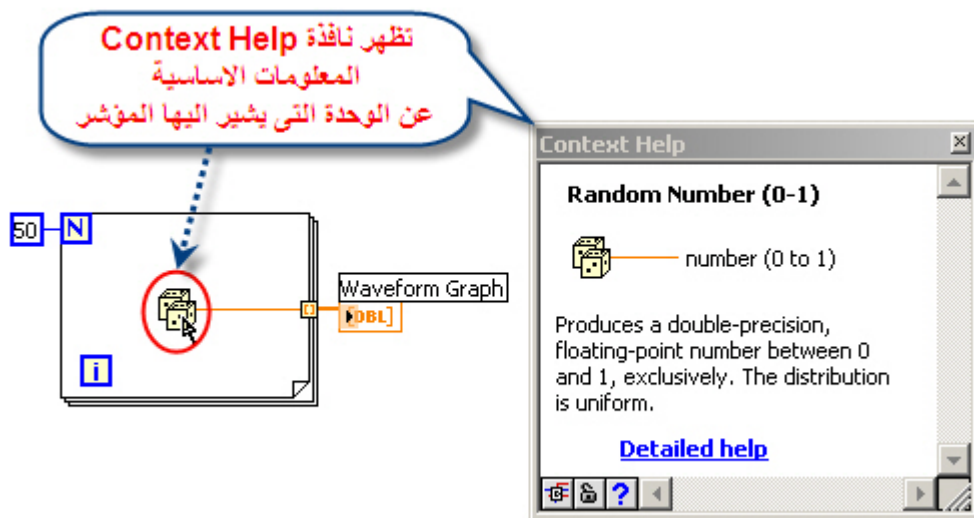 تظهر نافذة Context Help
المعلومات الاساسية
عن الوحدة التى يشير اليها المؤشر
50
N
i
Waveform Graph
[DBL]
Context Help
Random Number (0-1)
number (0 to 1)
Produces a double-precision,
floating-point number between 0
and 1, exclusively. The distribution
is uniform.
Detailed help
?